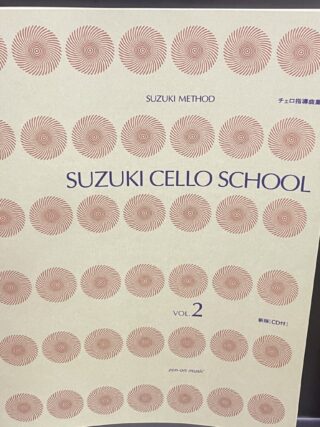 SUZUKI METHOD
チェロ指導曲集
SUZUKI CELLO SCHOOL
VOL. 2
新版［CD付］
zen-on music